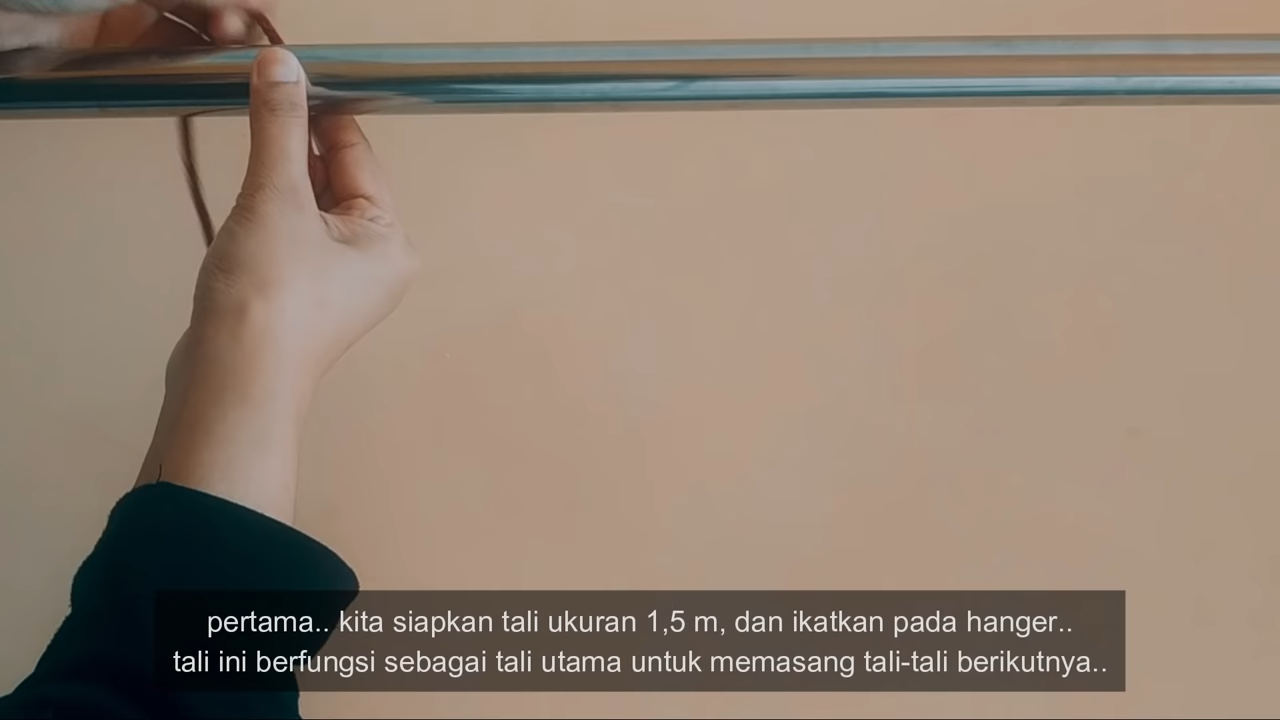 pertama.. kita siapkan tali ukuran 1,5 m, dan ikatkan pada hanger..
tali ini berfungsi sebagai tali utama untuk memasang tali-tali berikutnya..